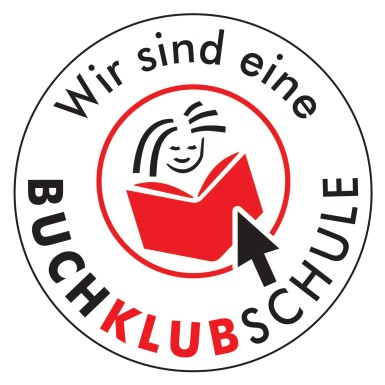 Wir sind eine
BUCHKLUBSCHULE